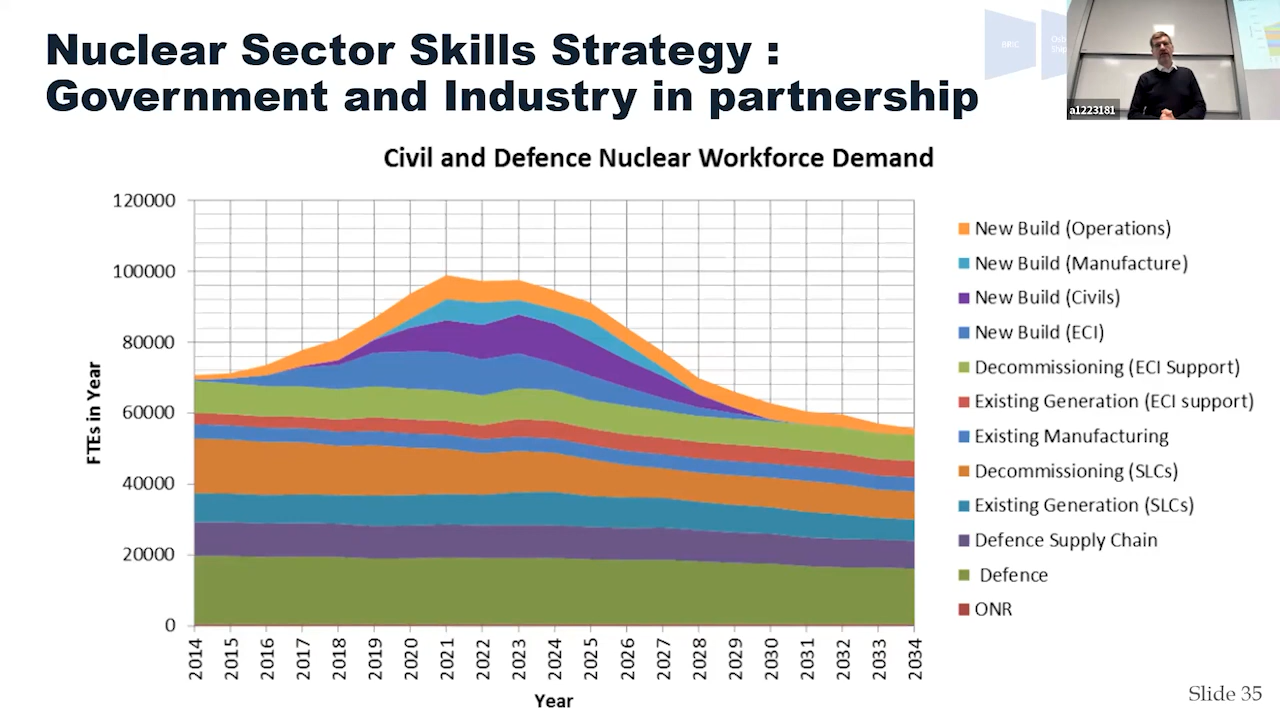 Nuclear Sector Skills Strategy :
Government and Industry in partnership
BRIC
a1223181
Civil and Defence Nuclear Workforce Demand
FTEs in Year
120000
100000
80000
60000
40000
20000
0
2014
2015
2016
2017
2018
2019
2020
2021
2022
2023
2024
2025
2026
2027
2028
2029
2030
2031
2032
2033
2034
Year
New Build (Operations)
New Build (Manufacture)
New Build (Civils)
New Build (ECI)
Decommissioning (ECI Support)
Existing Generation (ECI support)
Existing Manufacturing
Decommissioning (SLCs)
Existing Generation (SLCs)
Defence Supply Chain
Defence
ONR
Slide 35